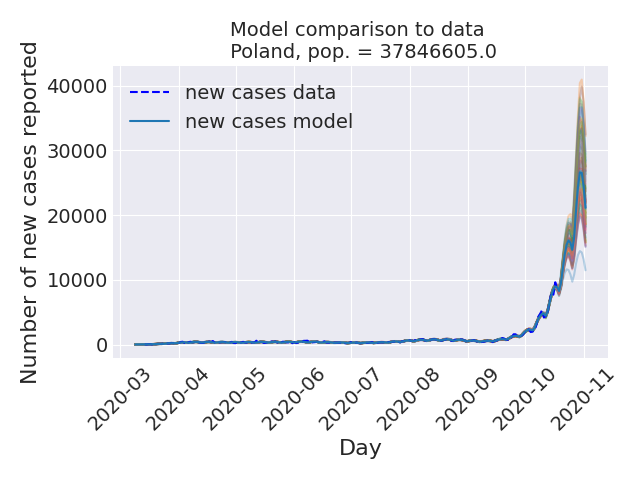 Model comparison to data
Poland, pop. = 37846605.0
Number of new cases reported
40000
30000
20000
10000
0
new cases data
new cases model
2020-03
2020-04
2020-05
2020-06
2020-07
2020-08
2020-09
2020-10
2020-11
Day